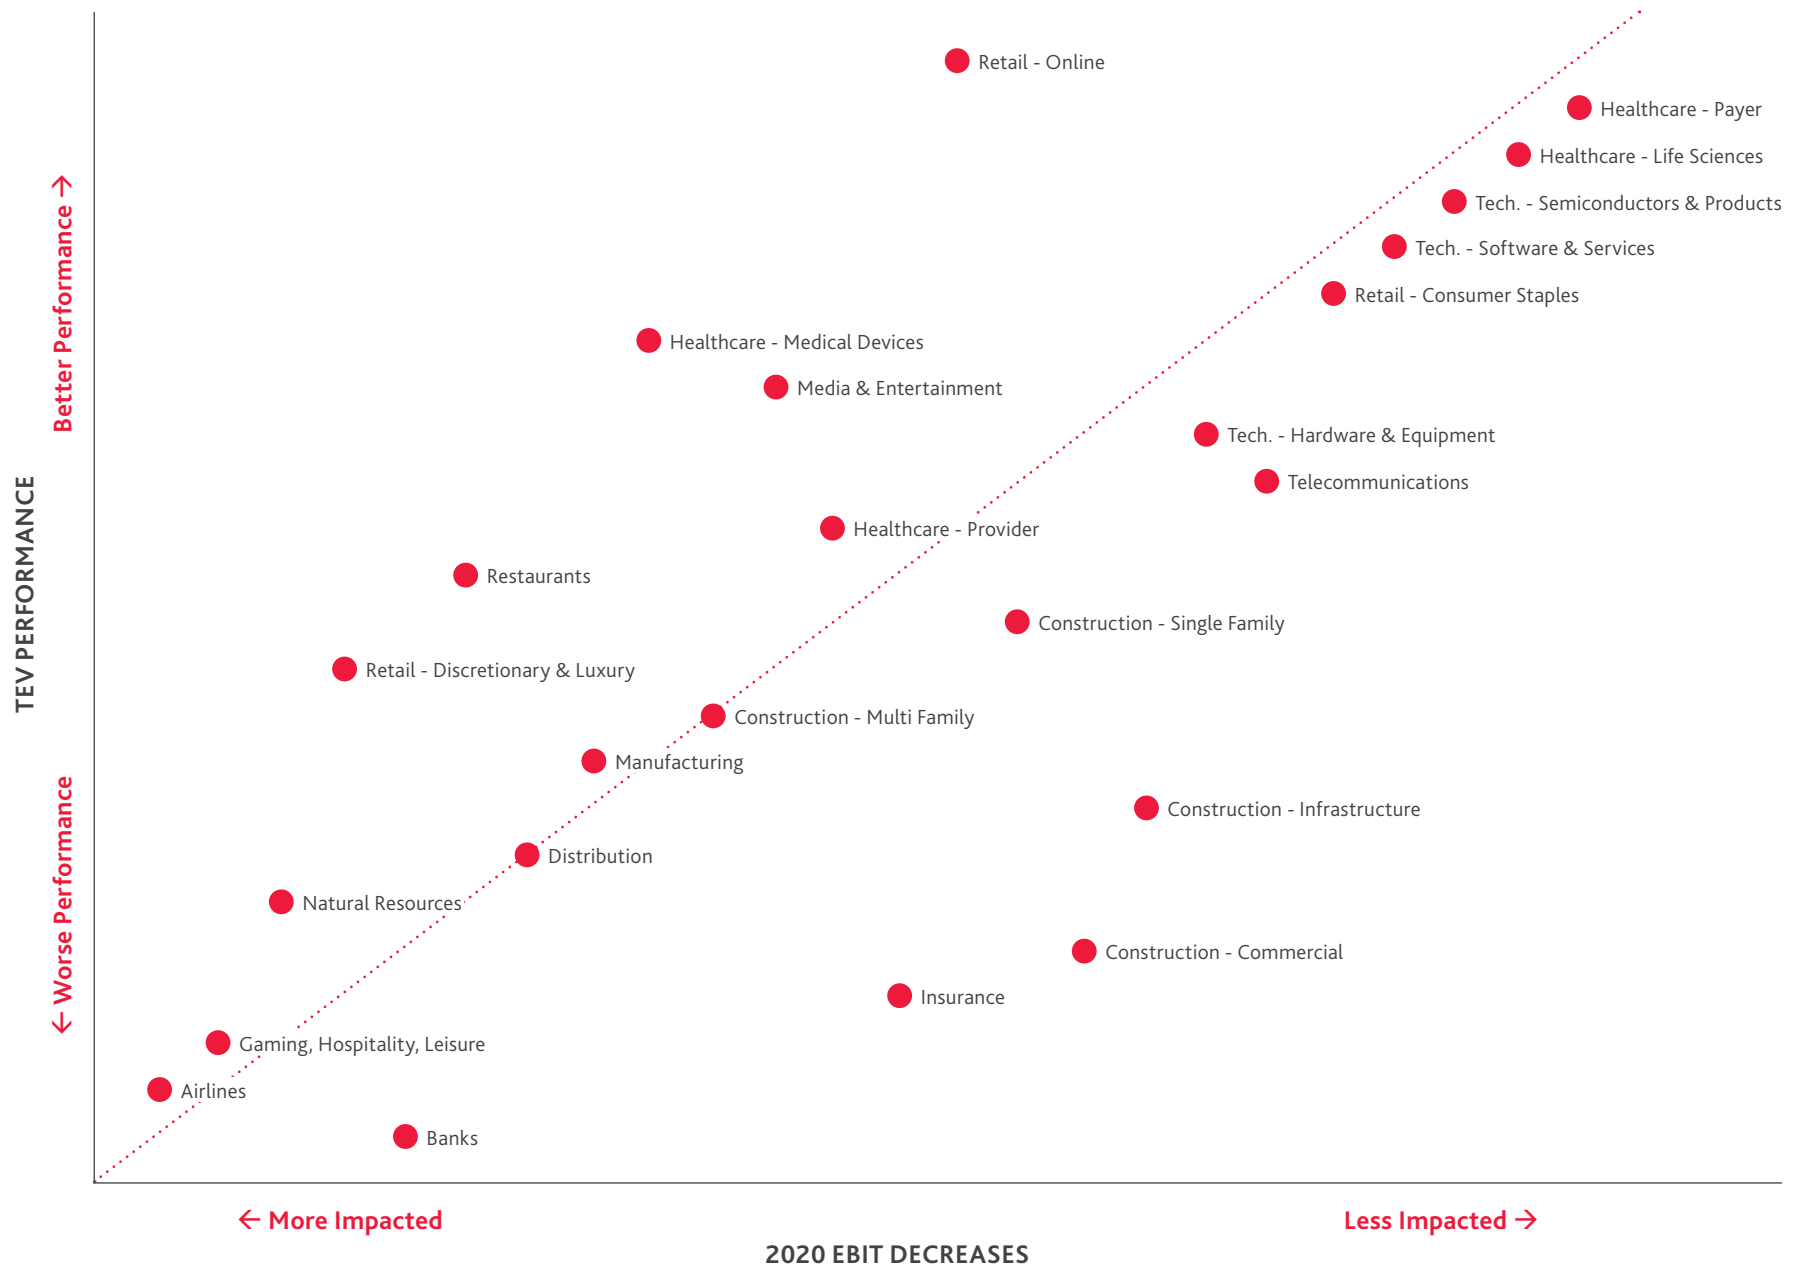 Retail - Online
Healthcare - Payer
Healthcare - Life Sciences
Tech. - Semiconductors & Products
Tech. - Software & Services
Retail - Consumer Staples
Healthcare - Medical Devices
Media & Entertainment
Tech. - Hardware & Equipment
Telecommunications
Healthcare - Provider
Restaurants
Construction - Single Family
Retail - Discretionary & Luxury
Construction - Multi Family
Manufacturing
Construction - Infrastructure
Distribution
Natural Resources
Construction - Commercial
Insurance
Gaming, Hospitality, Leisure
Airlines
Banks
TEV PERFORMANCE
Better Performance →
← Worse Performance
← More Impacted
Less Impacted →
2020 EBIT DECREASES